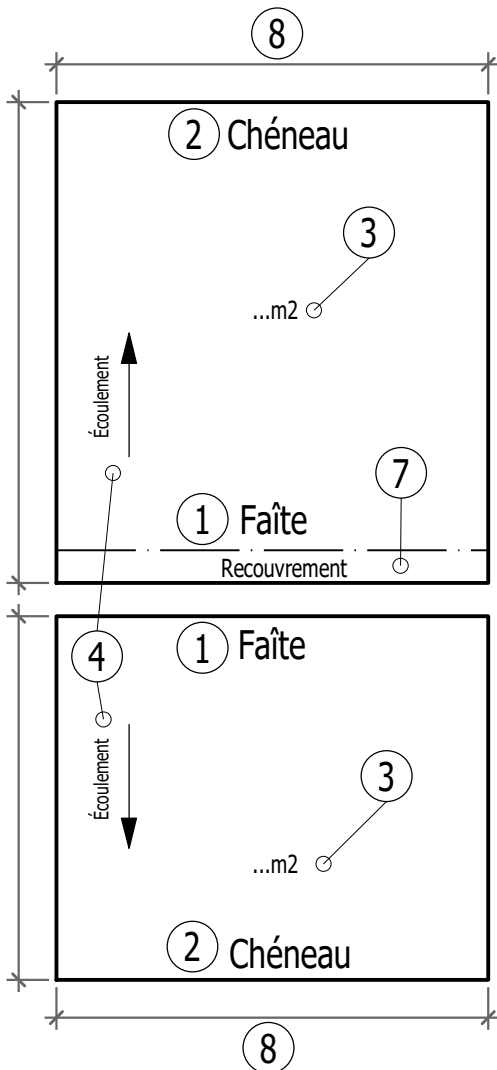 8
2 Chéneau
3
...m2
Écoulement
7
1 Faîte
Recouvrement
4
1 Faîte
Écoulement
3
...m2
2 Chéneau
8